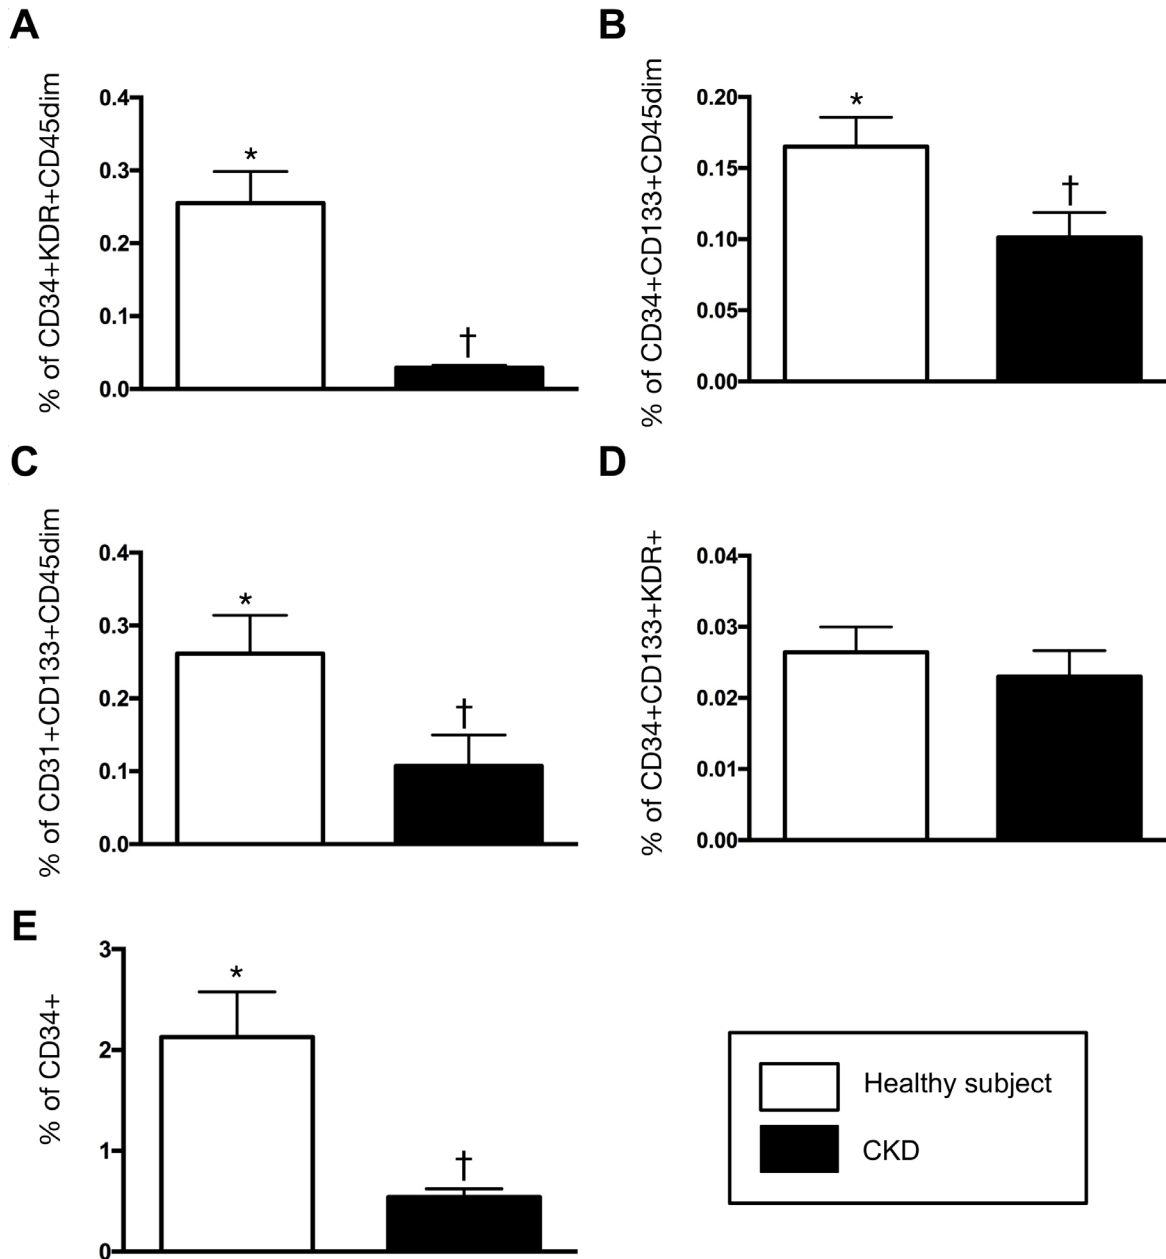 A
% of CD34+KDR+CD45dim
0.4
0.3
0.2
0.1
0.0
*
†
B
% of CD34+CD133+CD45dim
0.20
0.15
0.10
0.05
0.00
*
†
C
% of CD31+CD133+CD45dim
0.4
0.3
0.2
0.1
0.0
*
†
D
% of CD34+CD133+KDR+
0.04
0.03
0.02
0.01
0.00
E
% of CD34+
3
2
1
0
*
†
Healthy subject
CKD